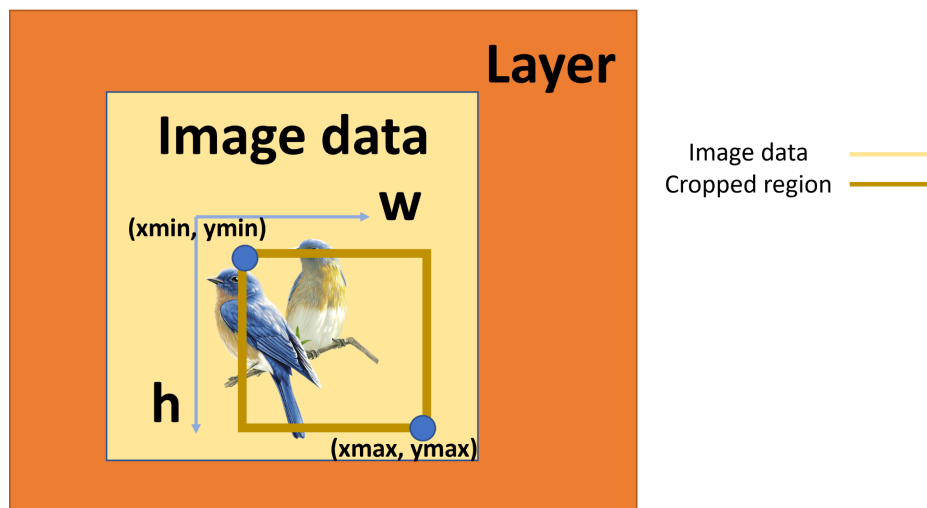 Layer
Image data
w
(xmin, ymin)
h
(xmax, ymax)
Image data
Cropped region